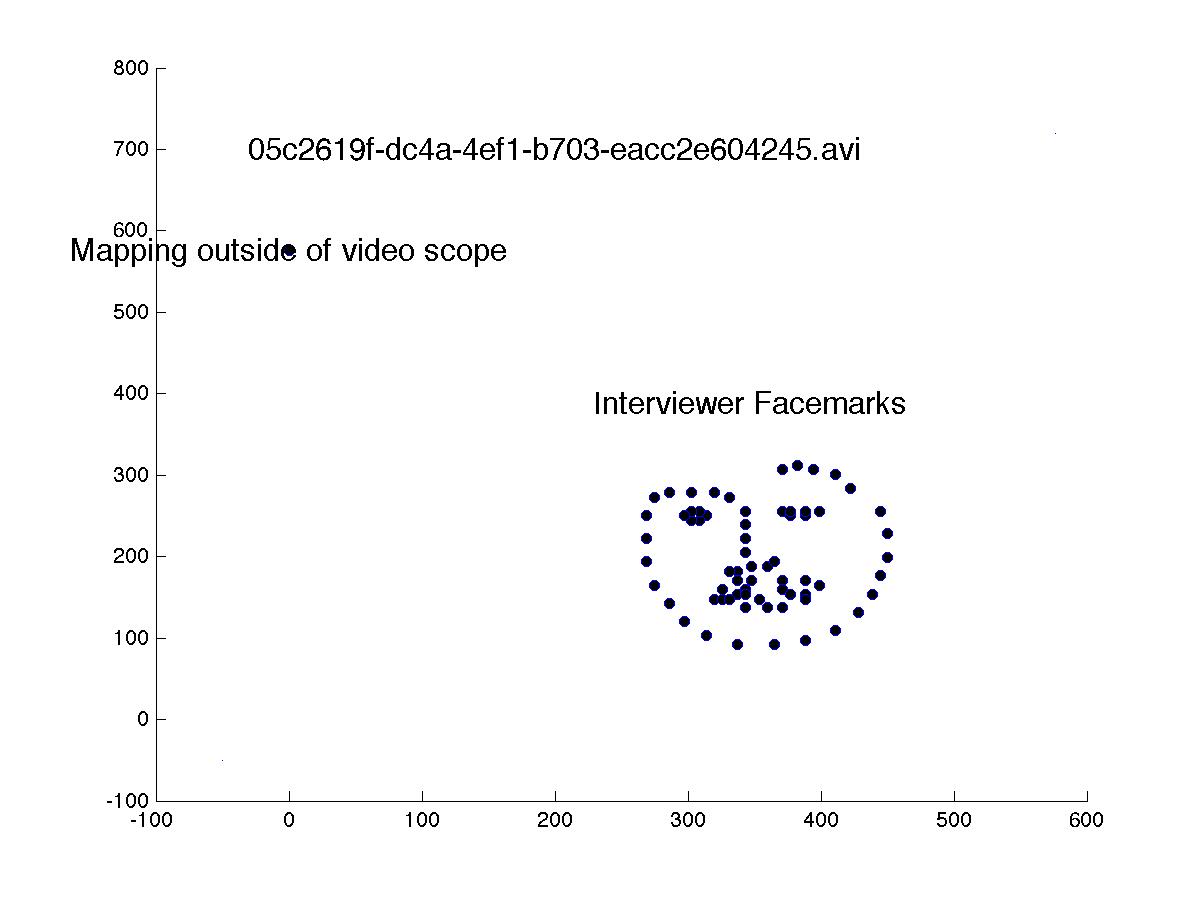 800
05c2619f-dc4a-4ef1-b703-eacc2e604245.avi
700
600
Mapping outside of video scope
500
400
Interviewer Facemarks
300
200
100
0
-100
-100 0 100 200 300 400 500 600